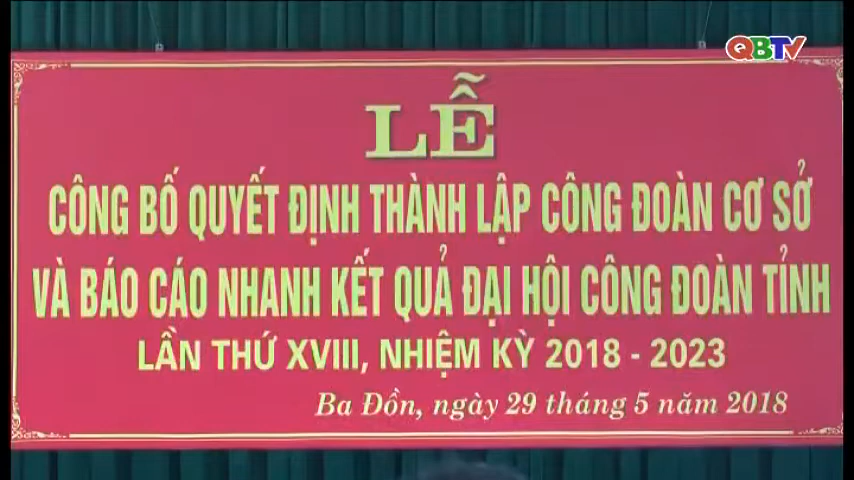 QBTV
LỄ
CÔNG BỐ QUYẾT ĐỊNH THÀNH LẬP CÔNG ĐOÀN CƠ SỞ
VÀ BÁO CÁO NHANH KẾT QUẢ ĐẠI HỘI CÔNG ĐOÀN TỈNH
LẦN THỨ XVIII, NHIỆM KỲ 2018 - 2023
Ba Đồn, ngày 29 tháng 5 năm 2018